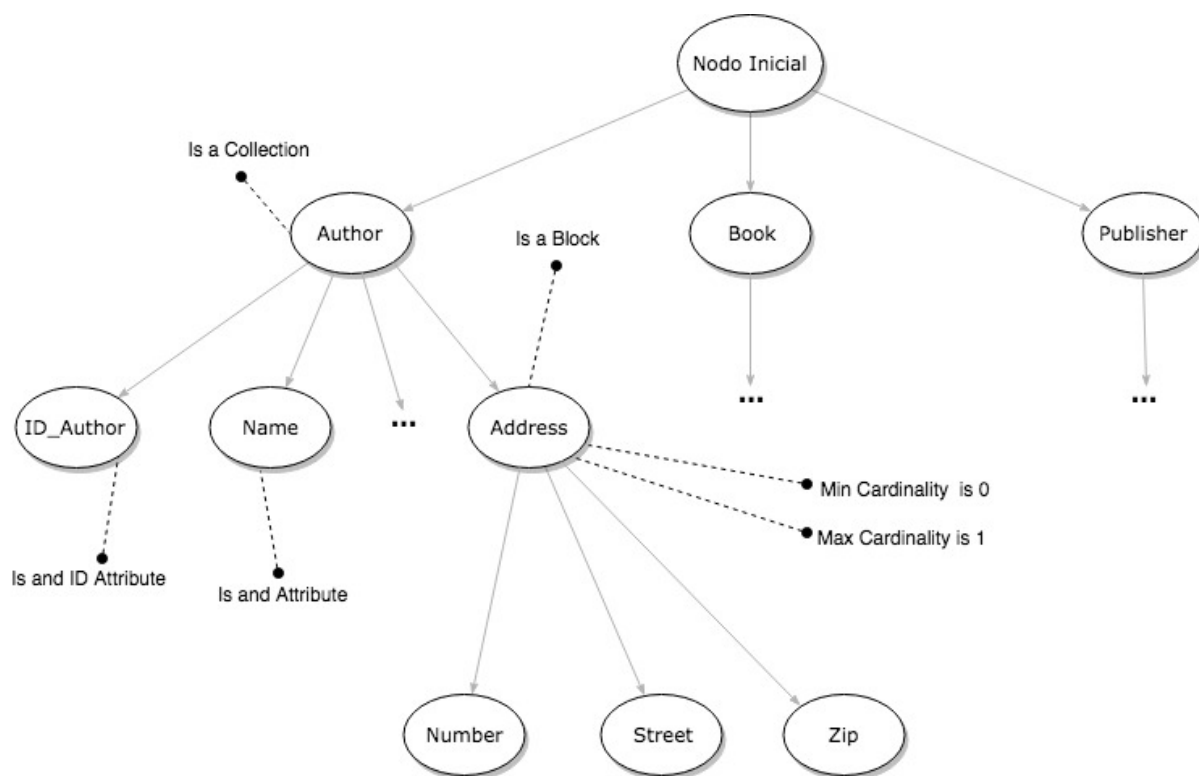 Nodo Inicial
Is a Collection
Author
Is a Block
Book
Publisher
ID_Author
Name
...
Address
...
...
Min Cardinality is 0
Max Cardinality is 1
Is and ID Attribute
Is and Attribute
Number
Street
Zip